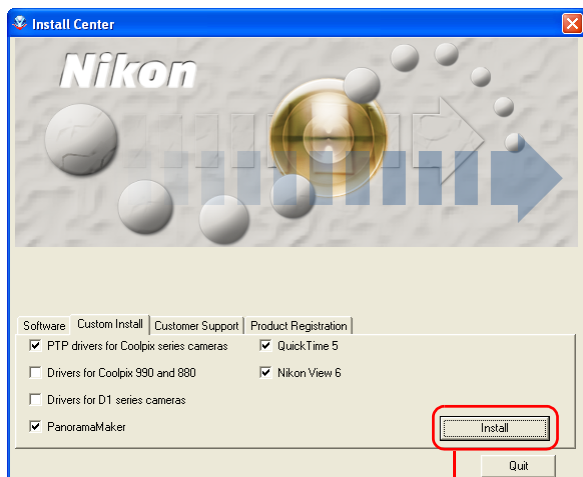 Install Center
Nikon
Software Custom Install Customer Support Product Registration
PTP drivers for Coolpix series cameras QuickTime 5
Drivers for Coolpix 990 and 880 Nikon View 6
Drivers for D1 series cameras
PanoramaMaker
Install
Quit